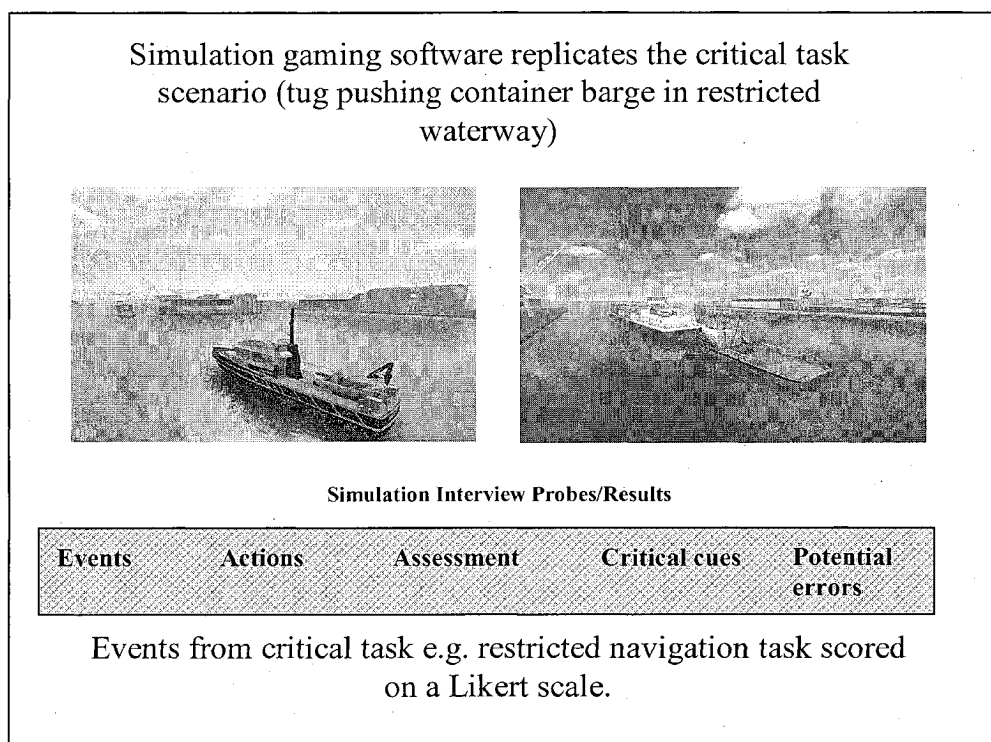 Simulation gaming software replicates the critical task
scenario (tug pushing container barge in restricted
waterway)
Simulation Interview Probes/Results
Events Actions Assessment Critical cues Potential
errors
Events from critical task e.g. restricted navigation task scored
on a Likert scale.